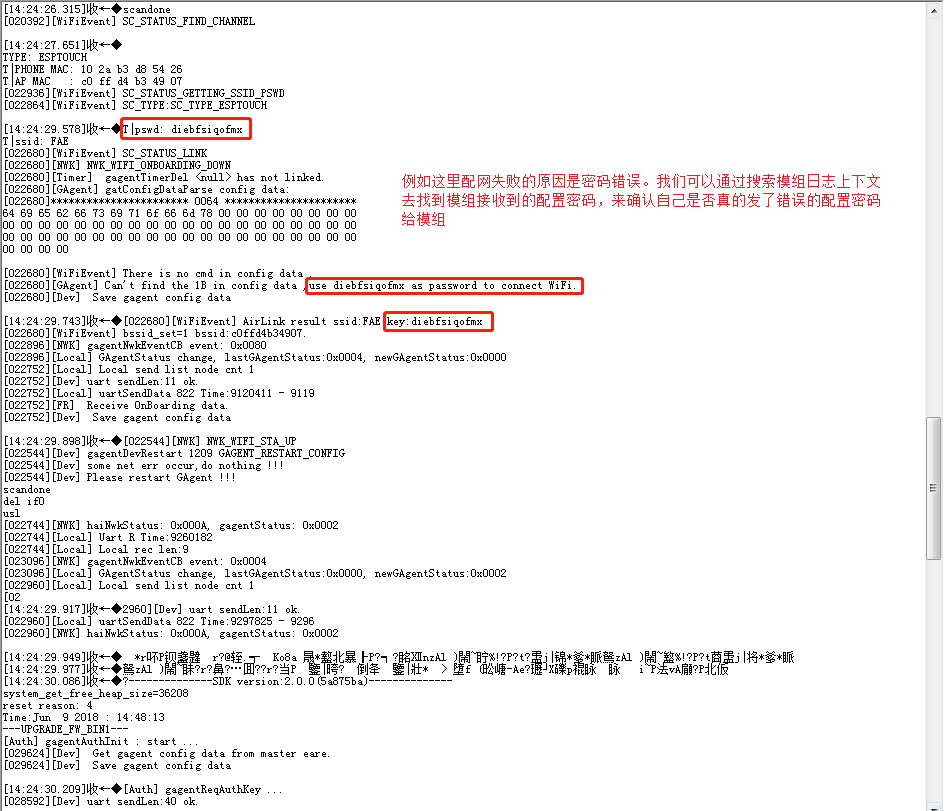 [14:24:26.315]收←◆scandone
[020392][WiFiEvent] SC_STATUS_FIND_CHANNEL
[14:24:27.651]收←◆
TYPE: ESPTOUCH
T|PHONE MAC: 10 2a b3 d8 54 26
T|AP MAC   : c0 ff d4 b3 49 07
[022936][WiFiEvent] SC_STATUS_GETTING_SSID_PSWD
[022864][WiFiEvent] SC_TYPE:SC_TYPE_ESPTOUCH
[14:24:29.578]收←◆T|pswd: diebfsiqofmx
T|ssid: FAE
[022680][WiFiEvent] SC_STATUS_LINK
[022680][NWK] NWK_WIFI_ONBOARDING_DOWN
[022680][Timer]  gagentTimerDel <null> has not linked.
[022680][GAgent] gatConfigDataParse config data:
[022680]*********************** 0064 ***********************
64 69 65 62 66 73 69 71 6f 66 6d 78 00 00 00 00 00 00 00 00
00 00 00 00 00 00 00 00 00 00 00 00 00 00 00 00 00 00 00 00
00 00 00 00 00 00 00 00 00 00 00 00 00 00 00 00 00 00 00 00
00 00 00 00
例如这里配网失败的原因是密码错误。我们可以通过搜索模组日志上下文
去找到模组接收到的配置密码，来确认自己是否真的发了错误的配置密码
给模组
[022680][WiFiEvent] There is no cmd in config data .
[022680][GAgent] Can't find the 1B in config data ,use diebfsiqofmx as password to connect WiFi.
[022680][Dev]  Save gagent config data
[14:24:29.743]收←◆[022680][WiFiEvent] AirLink result ssid:FAE key:diebfsiqofmx
[022680][WiFiEvent] bssid_set=1 bssid:c0ffd4b34907.
[022896][NWK] gagentNwkEventCB event: 0x0080
[022896][Local] GAgentStatus change, lastGAgentStatus:0x0004, newGAgentStatus:0x0000
[022752][Local] Local send list node cnt 1
[022752][Dev] uart sendLen:11 ok.
[022752][Local] uartSendData 822 Time:9120411 - 9119
[022752][FR]  Receive OnBoarding data.
[022752][Dev]  Save gagent config data
[14:24:29.898]收←◆[022544][NWK] NWK_WIFI_STA_UP
[022544][Dev] gagentDevRestart 1209 GAGENT_RESTART_CONFIG
[022544][Dev] some net err occur,do nothing !!!
[022544][Dev] Please restart GAgent !!!
scandone
del if0
usl
[022744][NWK] haiNwkStatus: 0x000A, gagentStatus: 0x0002
[022744][Local] Uart R Time:9260182
[022744][Local] Local rec len:9
[023096][NWK] gagentNwkEventCB event: 0x0004
[023096][Local] GAgentStatus change, lastGAgentStatus:0x0000, newGAgentStatus:0x0002
[022960][Local] Local send list node cnt 1
[02
[14:24:29.917]收←◆2960][Dev] uart sendLen:11 ok.
[022960][Local] uartSendData 822 Time:9297825 - 9296
[022960][NWK] haiNwkStatus: 0x000A, gagentStatus: 0x0002
[14:24:29.949]收←◆
[14:24:29.977]收←◆
[14:24:30.086]收←◆?--------------SDK version:2.0.0(5a875ba)--------------
system_get_free_heap_size=36208
reset reason: 4
Time:Jun  9 2018 : 14:48:13
---UPGRADE_FW_BIN1---
[Auth] gagentAuthInit : start ...
[029624][Dev]  Get gagent config data from master eare.
[029624][Dev]  Save gagent config data
[14:24:30.209]收←◆[Auth] gagentReqAuthKey ...
[028592][Dev] uart sendLen:40 ok.